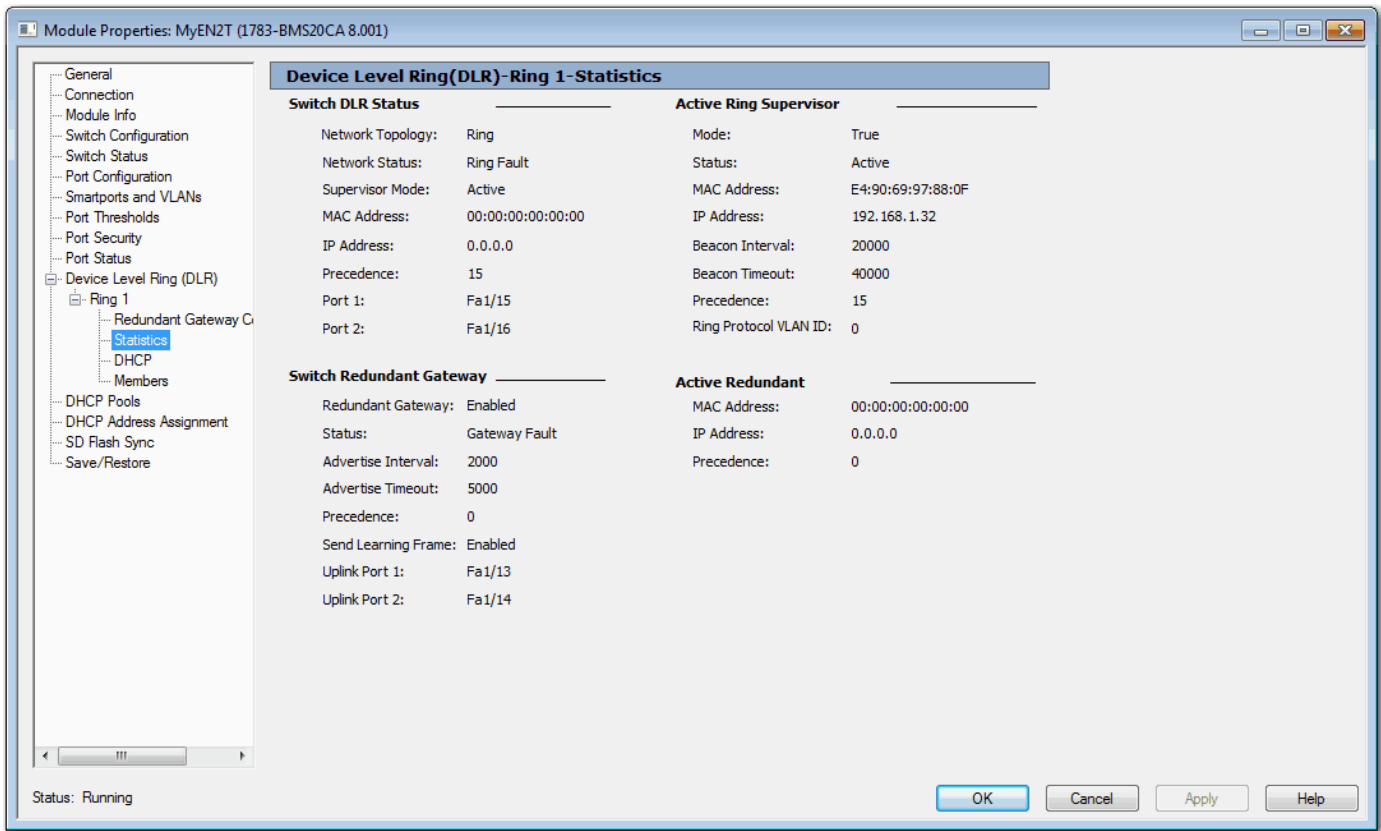 Module Properties: MyEN2T (1783-BMS20CA 8.001)
General
Connection
Module Info
Switch Configuration
Switch Status
Port Configuration
Smartports and VLANs
Port Thresholds
Port Security
Port Status
Device Level Ring (DLR)
Ring 1
Redundant Gateway C
Statistics
DHCP
Members
DHCP Pools
DHCP Address Assignment
SD Flash Sync
Save/Restore
Device Level Ring(DLR)-Ring 1-Statistics
Switch DLR Status
Network Topology: Ring
Network Status: Ring Fault
Supervisor Mode: Active
MAC Address: 00:00:00:00:00:00
IP Address: 0.0.0.0
Precedence: 15
Port 1: Fa1/15
Port 2: Fa1/16
Switch Redundant Gateway
Redundant Gateway: Enabled
Status: Gateway Fault
Advertise Interval: 2000
Advertise Timeout: 5000
Precedence: 0
Send Learning Frame: Enabled
Uplink Port 1: Fa1/13
Uplink Port 2: Fa1/14
Active Ring Supervisor
Mode: True
Status: Active
MAC Address: E4:90:69:97:88:0F
IP Address: 192.168.1.32
Beacon Interval: 20000
Beacon Timeout: 40000
Precedence: 15
Ring Protocol VLAN ID: 0
Active Redundant
MAC Address: 00:00:00:00:00:00
IP Address: 0.0.0.0
Precedence: 0
Status: Running
OK
Cancel
Apply
Help